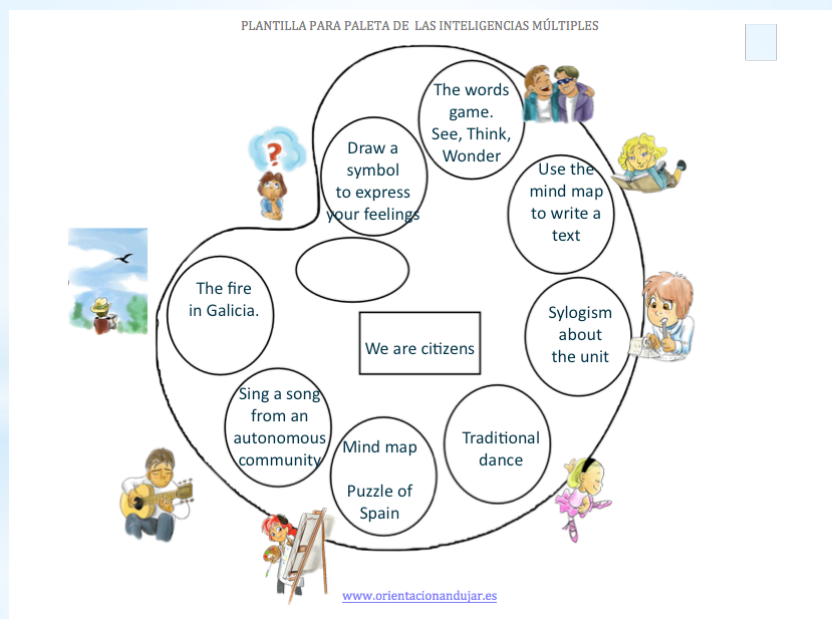 PLANTILLA PARA PALETA DE LAS INTELIGENCIAS MÚLTIPLES
The words
game.
See, Think,
Wonder
Draw a
symbol
to express
your feelings
Use the
mind map
to write a
text
The fire
in Galicia.
Sylogism
about
the unit
We are citizens
Sing a song
from an
autonomous
community
Mind map
Puzzle of
Spain
Traditional
dance
?
www.orientacionandujar.es